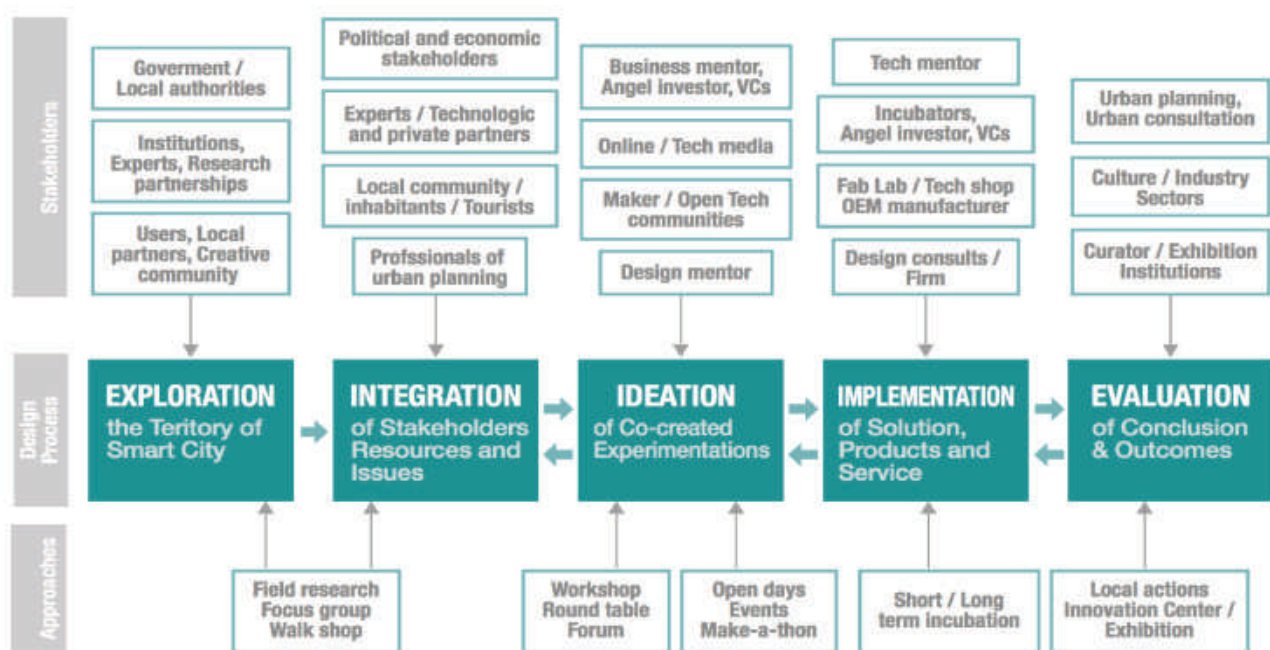 Stakeholders
Goverment /
Local authorities
Institutions,
Experts, Research
partnerships
Users, Local
partners, Creative
community
Political and economic
stakeholders
Experts / Technologic
and private partners
Local community /
inhabitants / Tourists
Profssionals of
urban planning
Business mentor,
Angel investor, VCs
Online / Tech media
Maker / Open Tech
communities
Design mentor
Tech mentor
Incubators,
Angel investor, VCs
Fab Lab / Tech shop
OEM manufacturer
Design consults /
Firm
Urban planning,
Urban consultation
Culture / Industry
Sectors
Curator / Exhibition
Institutions
Design
Process
EXPLORATION
the Teritory of
Smart City
INTEGRATION
of Stakeholders
Resources and
Issues
IDEATION
of Co-created
Experimentations
IMPLEMENTATION
of Solution,
Products and
Service
EVALUATION
of Conclusion
& Outcomes
Approaches
Field research
Focus group
Walk shop
Workshop
Round table
Forum
Open days
Events
Make-a-thon
Short / Long
term incubation
Local actions
Innovation Center /
Exhibition